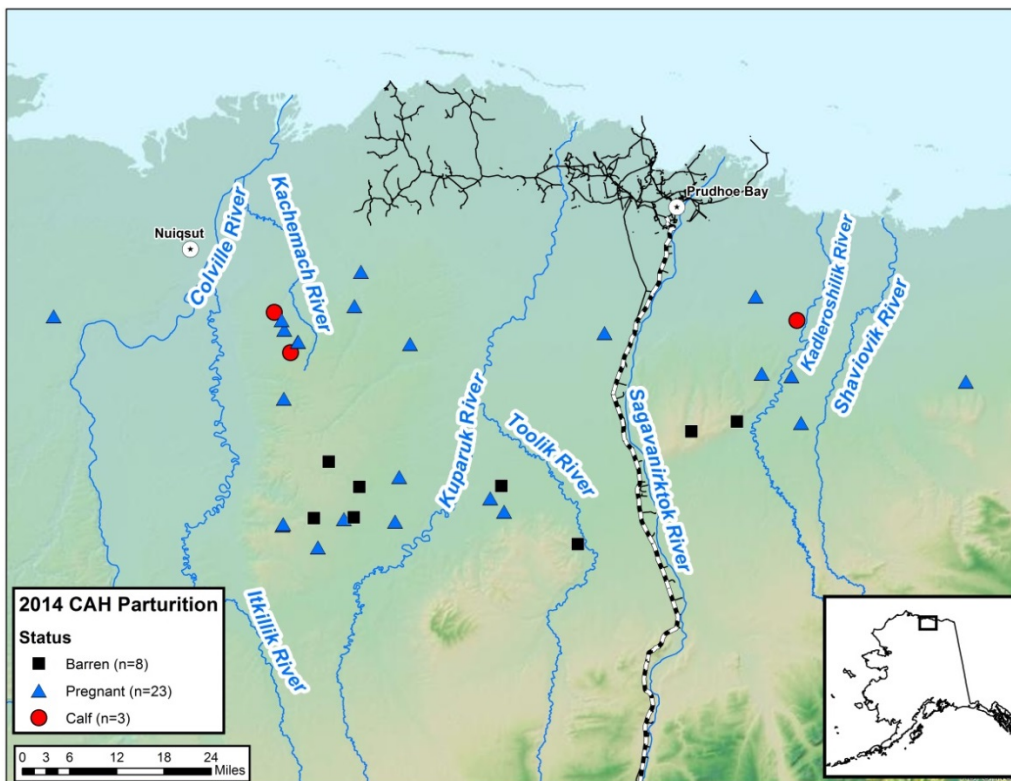 Prudhoe Bay
Nuiqsut
Colville River
Kachemach River
Kadleroshilik River
Shaviovik River
Kuparuk River
Toolik River
Sagavanirktok River
Itkillik River
2014 CAH Parturition
Status
Barren (n=8)
Pregnant (n=23)
Calf (n=3)
0 3 6 12 18 24
Miles